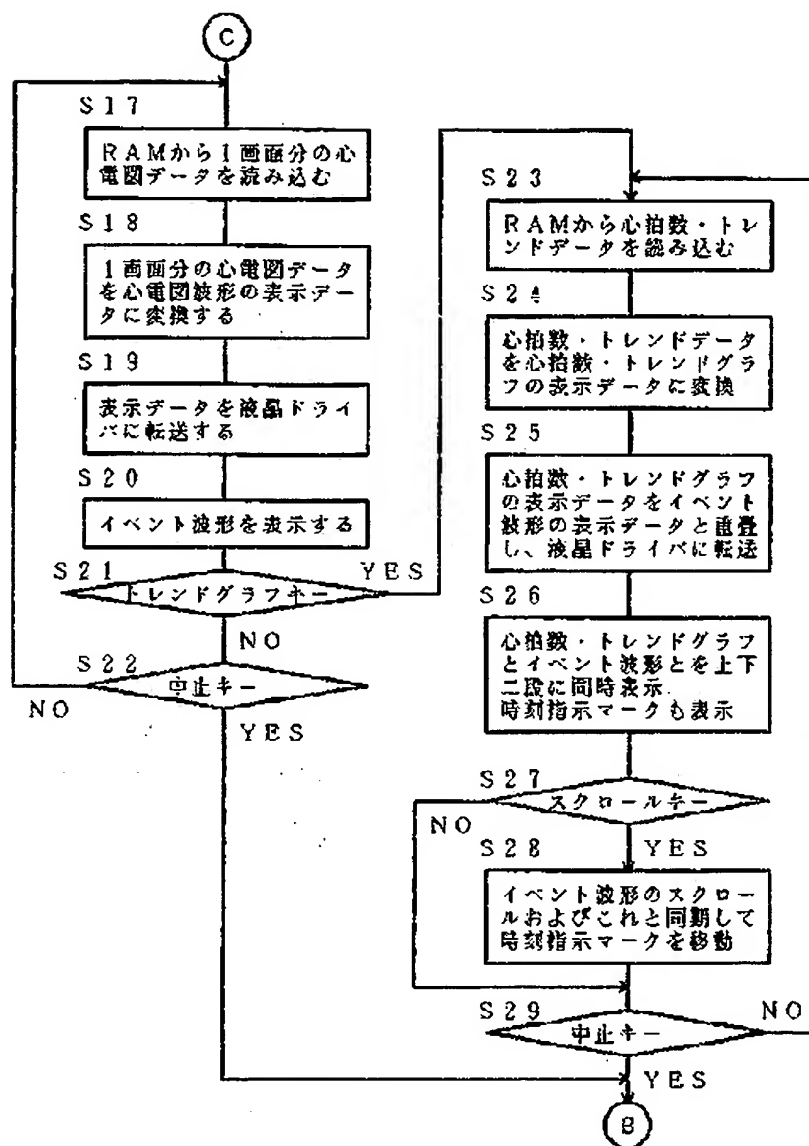 C
S17
RAMから1画面分の心
電図データを読み込む
S18
1画面分の心電図データ
を心電図波形の表示デー
タに変換する
S19
表示データを液晶ドライ
バに転送する
S20
イベント波形を表示する
S21
トレンドグラフキー
YES
NO
S22
中止キー
NO
YES
S23
RAMから心拍数・トレ
ンドデータを読み込む
S24
心拍数・トレンドデータ
を心拍数・トレンドグラ
フの表示データに変換
S25
心拍数・トレンドグラフ
の表示データをイベント
波形の表示データと重畳
し、液晶ドライバに転送
S26
心拍数・トレンドグラフ
とイベント波形とを上下
二段に同時表示
時刻指示マークも表示
S27
スクロールキー
NO
YES
S28
イベント波形のスクロー
ルおよびこれと同期して
時刻指示マークを移動
S29
中止キー
NO
YES
B